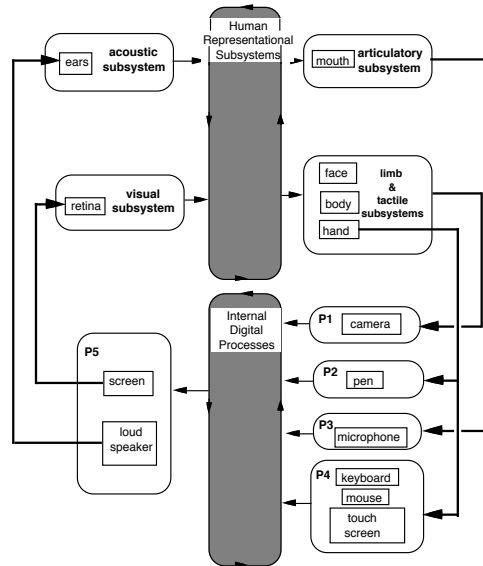 Human
Representational
Subsystems
acoustic
subsystem
ears
articulatory
subsystem
mouth
visual
subsystem
retina
face
body
hand
limb
&
tactile
subsystems
Internal
Digital
Processes
P1
camera
P2
pen
P3
microphone
P4
keyboard
mouse
touch
screen
P5
screen
loud
speaker